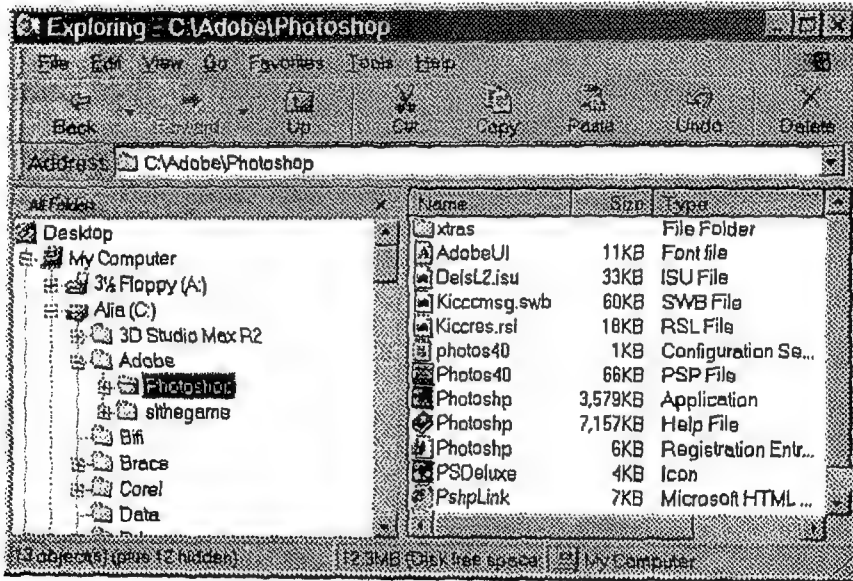 Exploring - C:\Adobe\Photoshop
File Edit View Go Favorites Tools Help
Back Forward Up Cut Copy Paste Undo Delete
Address C:\Adobe\Photoshop
All Folders
Desktop
My Computer
3½ Floppy (A:)
Alia (C:)
3D Studio Max R2
Adobe
Photoshop
slthegame
Bifi
Brace
Corel
Data
Name Size Type
xtras File Folder
AdobeUI 11KB Font file
DelsL2.isu 33KB ISU File
Kicccmsg.swb 60KB SWB File
Kiccres.rsl 18KB RSL File
photos40 1KB Configuration Se...
Photos40 66KB PSP File
Photoshp 3,579KB Application
Photoshp 7,157KB Help File
Photoshp 6KB Registration Entr...
PSDeluxe 4KB Icon
PshpLink 7KB Microsoft HTML ...
13 object(s) (plus 12 hidden) 12.3MB (Disk free space: My Computer